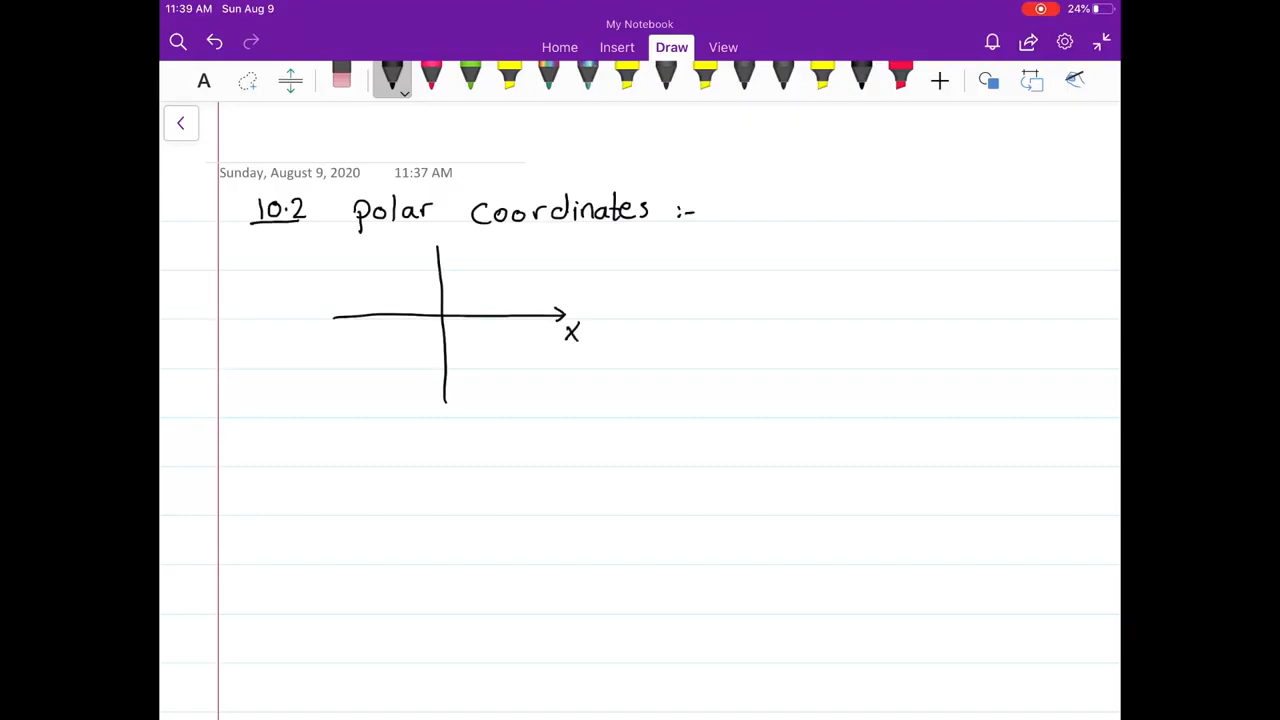 11:39 AM Sun Aug 9 24%
My Notebook
Home Insert Draw View
A
Sunday, August 9, 2020 11:37 AM
10.2 polar coordinates :-
x